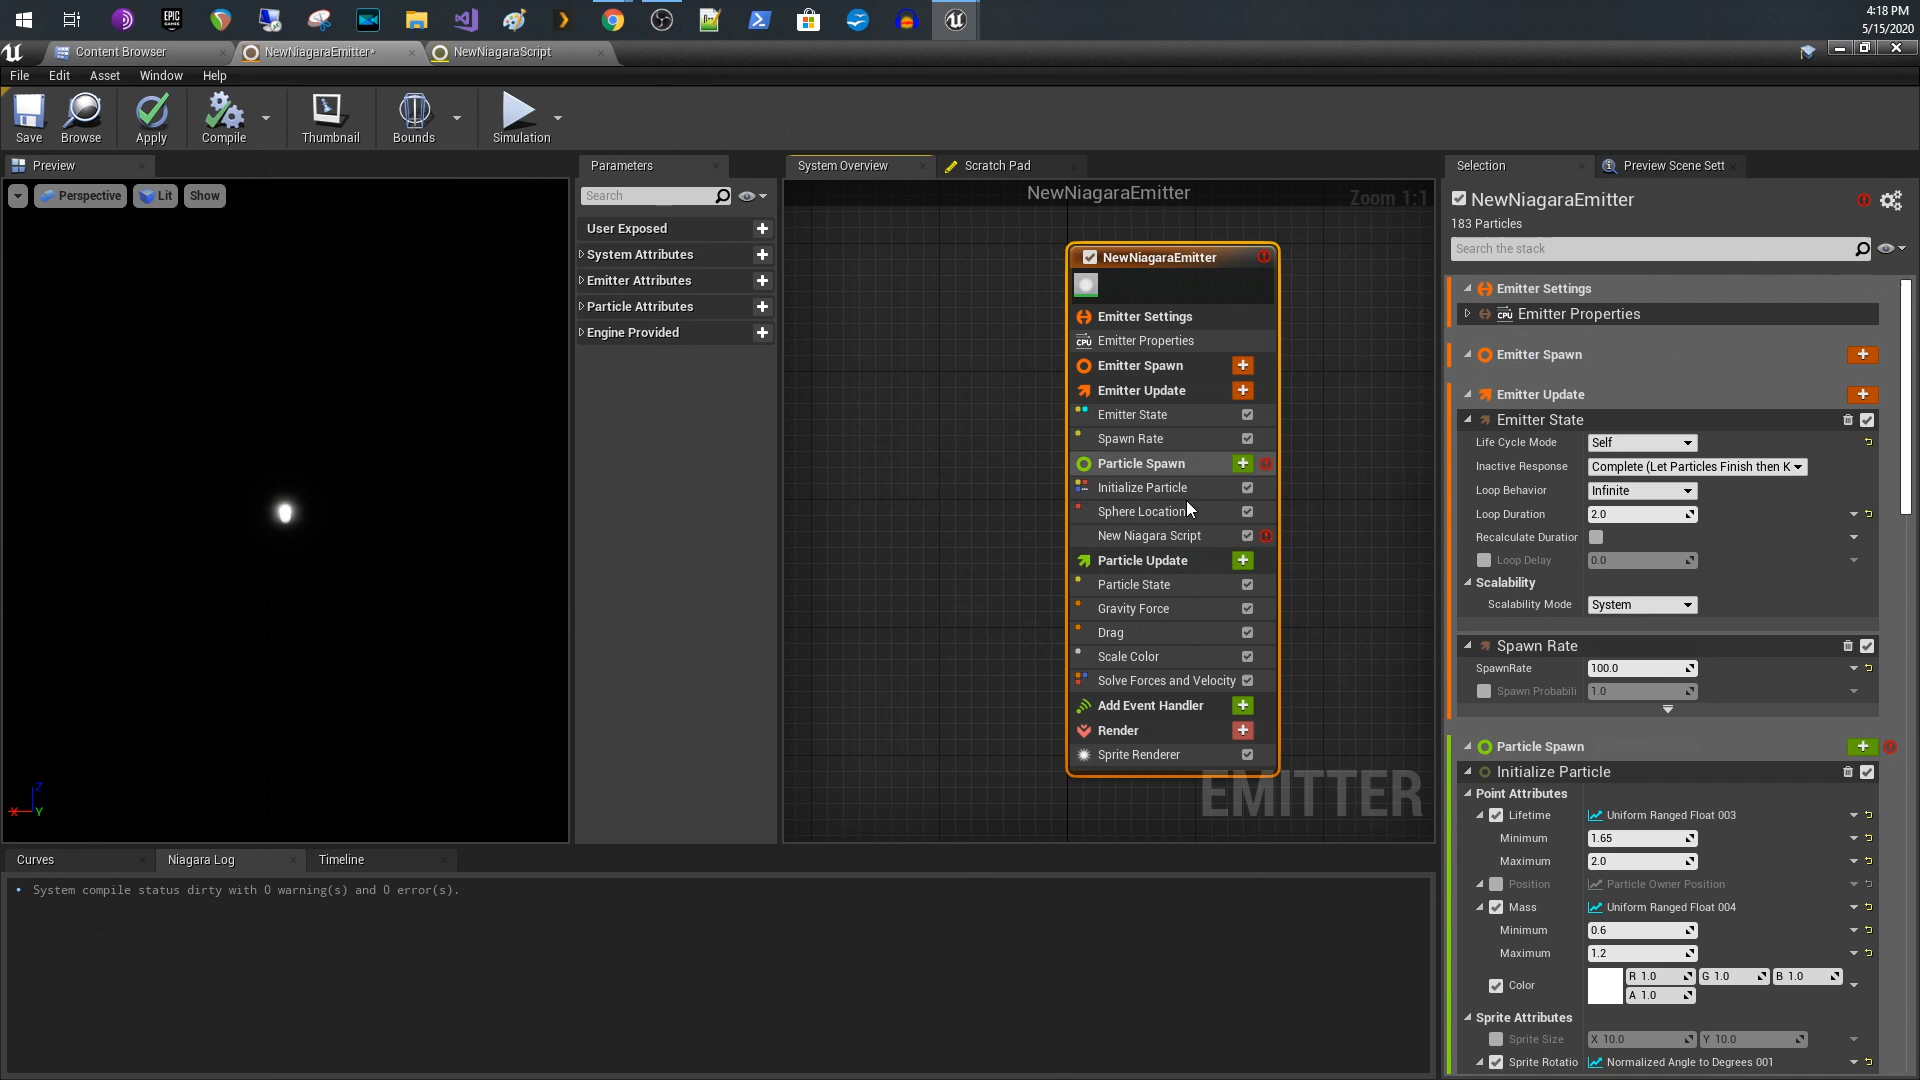 4:18 PM
5/15/2020
EPIC GAMES
Content Browser
NewNiagaraEmitter*
NewNiagaraScript
File Edit Asset Window Help
Save Browse Apply Compile Thumbnail Bounds Simulation
Preview
Parameters
System Overview
Scratch Pad
Selection
Preview Scene Sett
Perspective Lit Show
Search
User Exposed
System Attributes
Emitter Attributes
Particle Attributes
Engine Provided
NewNiagaraEmitter
Zoom 1:1
NewNiagaraEmitter
Emitter Settings
CPU Emitter Properties
Emitter Spawn
Emitter Update
Emitter State
Spawn Rate
Particle Spawn
Initialize Particle
Sphere Location
New Niagara Script
Particle Update
Particle State
Gravity Force
Drag
Scale Color
Solve Forces and Velocity
Add Event Handler
Render
Sprite Renderer
EMITTER
X Y Z
NewNiagaraEmitter
183 Particles
Search the stack
Emitter Settings
CPU Emitter Properties
Emitter Spawn
Emitter Update
Emitter State
Life Cycle Mode Self
Inactive Response Complete (Let Particles Finish then K
Loop Behavior Infinite
Loop Duration 2.0
Recalculate Duration
Loop Delay 0.0
Scalability
Scalability Mode System
Spawn Rate
SpawnRate 100.0
Spawn Probabili 1.0
Particle Spawn
Initialize Particle
Point Attributes
Lifetime Uniform Ranged Float 003
Minimum 1.65
Maximum 2.0
Position Particle Owner Position
Mass Uniform Ranged Float 004
Minimum 0.6
Maximum 1.2
Color R 1.0 G 1.0 B 1.0
A 1.0
Sprite Attributes
Sprite Size X 10.0 Y 10.0
Sprite Rotatio Normalized Angle to Degrees 001
Curves
Niagara Log
Timeline
• System compile status dirty with 0 warning(s) and 0 error(s).